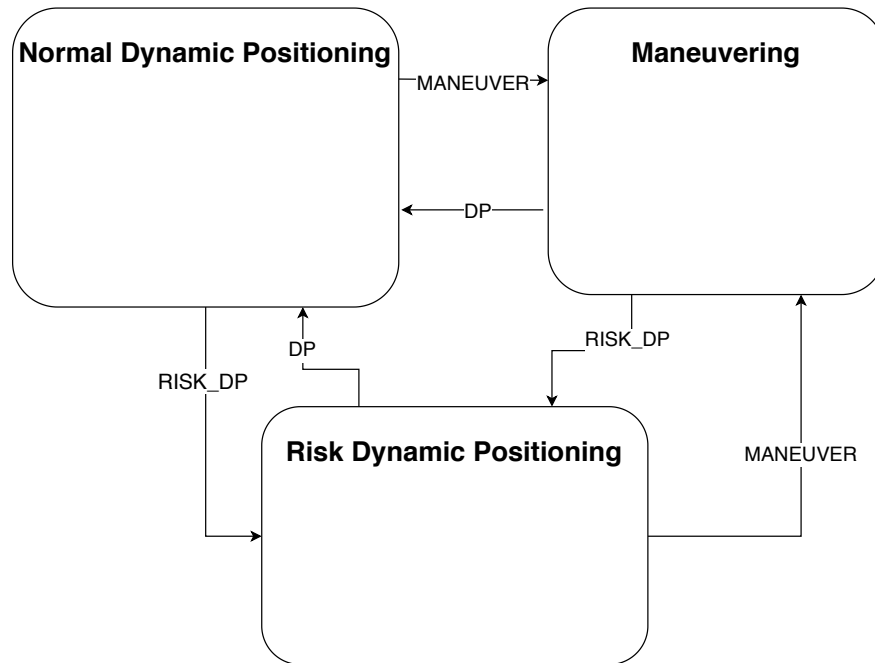 Normal Dynamic Positioning
Maneuvering
MANEUVER
DP
RISK_DP
DP
RISK_DP
Risk Dynamic Positioning
MANEUVER